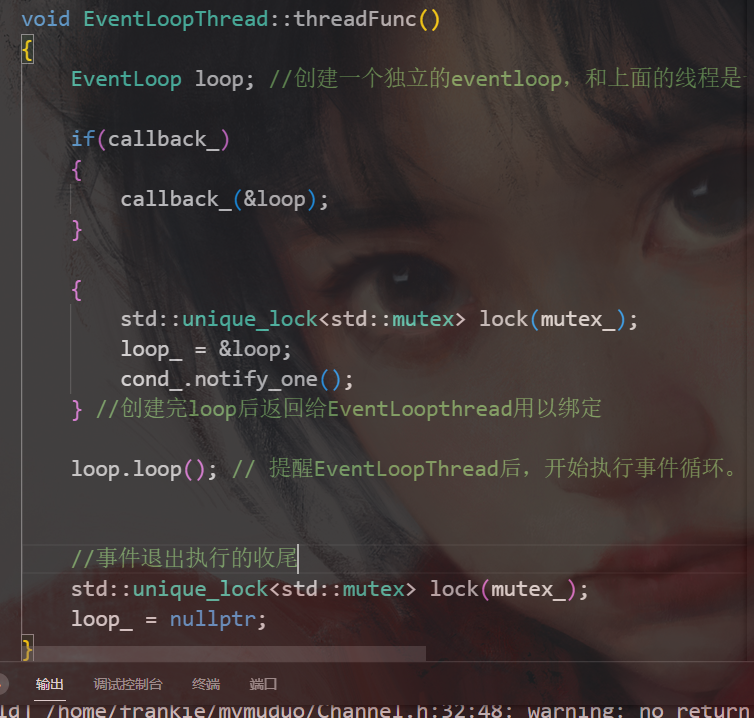 void EventLoopThread::threadFunc()
{
EventLoop loop; //创建一个独立的eventloop，和上面的线程是
if(callback_)
{
callback_(&loop);
}
{
std::unique_lock<std::mutex> lock(mutex_);
loop_ = &loop;
cond_.notify_one();
} //创建完loop后返回给EventLoopthread用以绑定
loop.loop(); // 提醒EventLoopThread后，开始执行事件循环。
//事件退出执行的收尾
std::unique_lock<std::mutex> lock(mutex_);
loop_ = nullptr;
}
输出 调试控制台 终端 端口
ld] /home/frankie/mymuduo/Channel.h:32:48: warning: no return